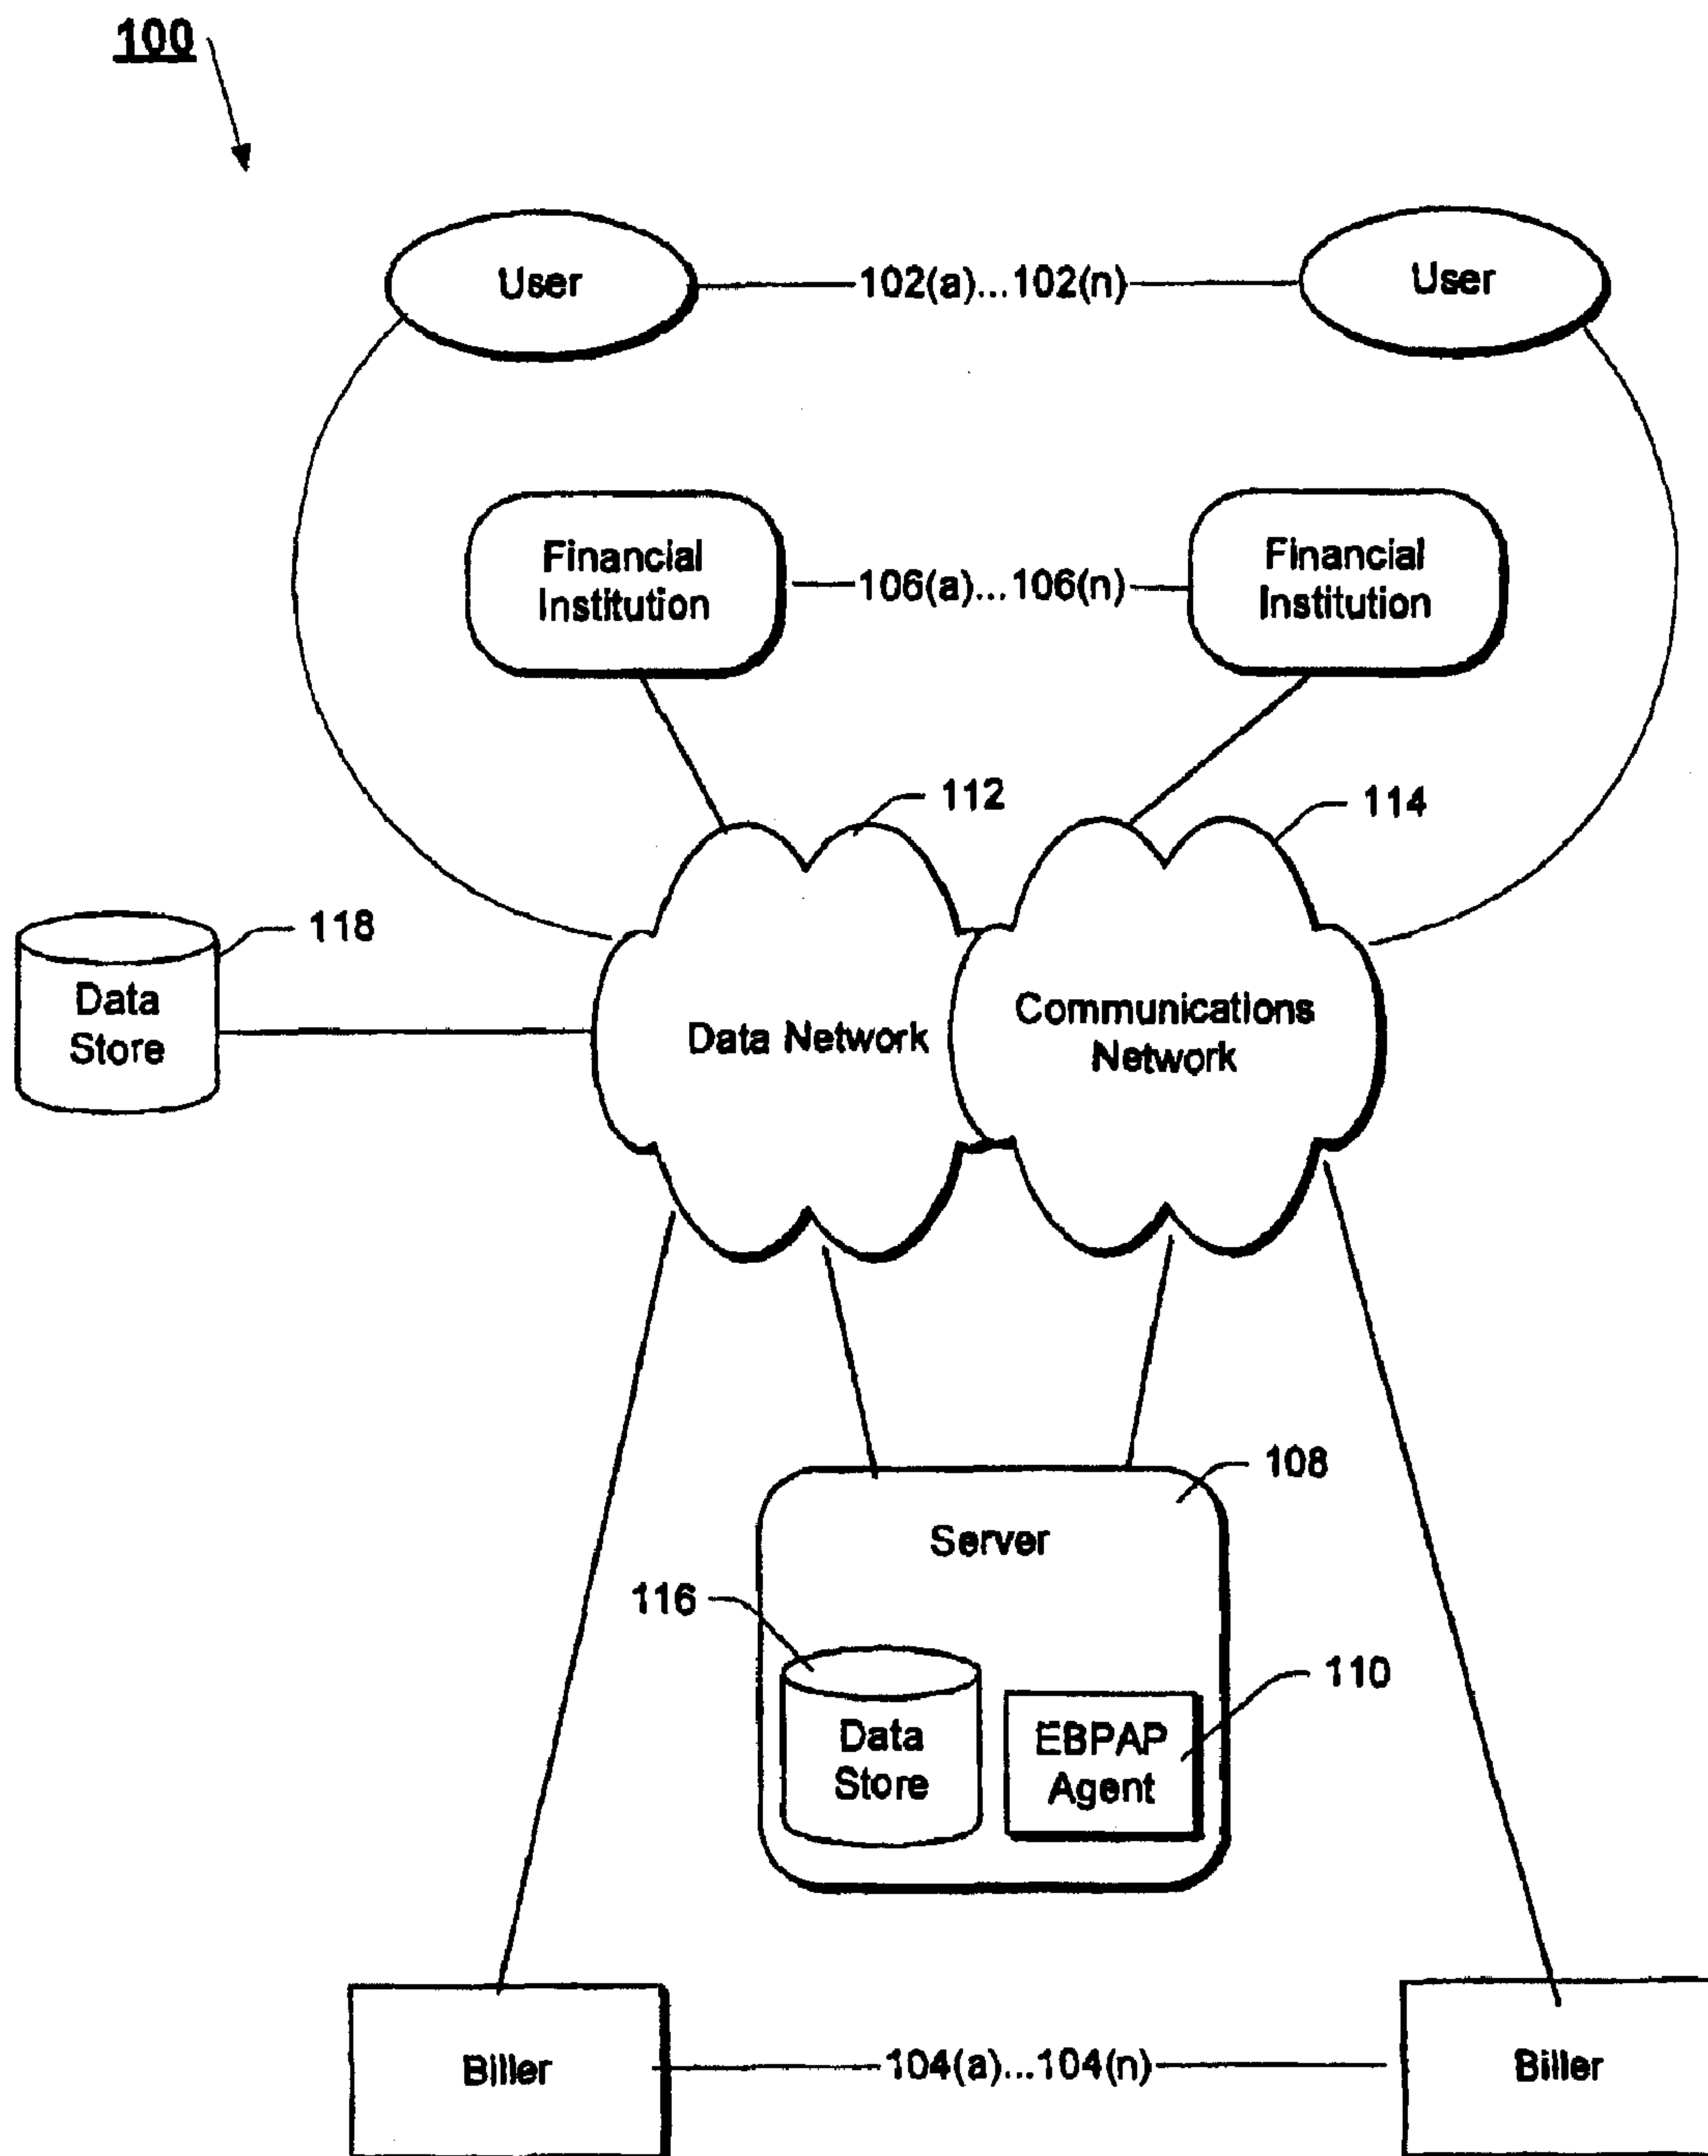 100
User
102(a)...102(n)
User
Financial
Institution
106(a)...106(n)
Financial
Institution
112
114
118
Data
Store
Data Network
Communications
Network
108
Server
116
110
Data
Store
EBPAP
Agent
Biller
104(a)...104(n)
Biller